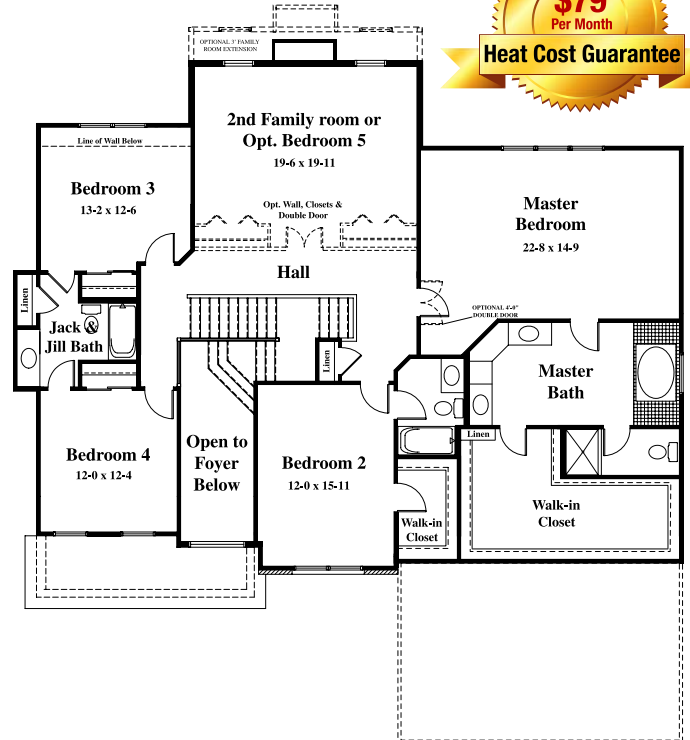 $79
Per Month
Heat Cost Guarantee
OPTIONAL 3' FAMILY
ROOM EXTENSION
2nd Family room or
Opt. Bedroom 5
19-6 x 19-11
Line of Wall Below
Bedroom 3
13-2 x 12-6
Opt. Wall, Closets &
Double Door
Master
Bedroom
22-8 x 14-9
Hall
Linen
OPTIONAL 4'-0"
DOUBLE DOOR
Jack &
Jill Bath
Linen
Master
Bath
Bedroom 4
12-0 x 12-4
Open to
Foyer
Below
Bedroom 2
12-0 x 15-11
Linen
Walk-in
Closet
Walk-in
Closet